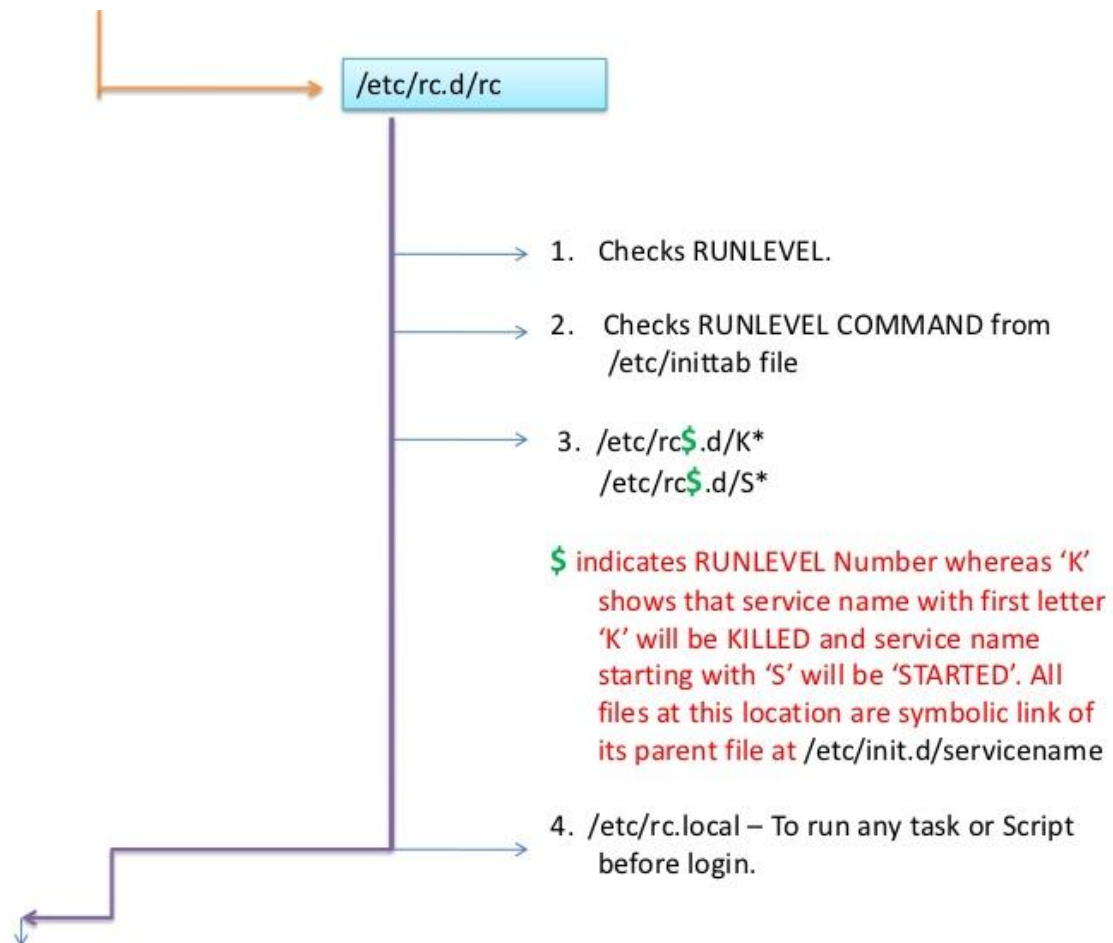 /etc/rc.d/rc
1. Checks RUNLEVEL.
2. Checks RUNLEVEL COMMAND from
/etc/inittab file
3. /etc/rc$.d/K*
/etc/rc$.d/S*
$ indicates RUNLEVEL Number whereas ‘K’
shows that service name with first letter
‘K’ will be KILLED and service name
starting with ‘S’ will be ‘STARTED’. All
files at this location are symbolic link of
its parent file at /etc/init.d/servicename
4. /etc/rc.local – To run any task or Script
before login.